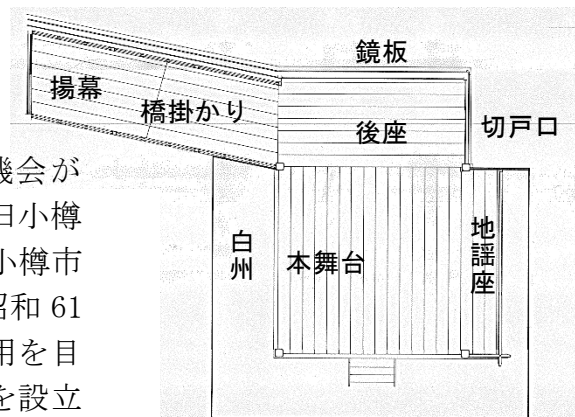 鏡板
揚幕
橋掛かり
後座
切戸口
白州
本舞台
地謡座
機会が
旧小樽
小樽市
昭和 61
用を目
を設立